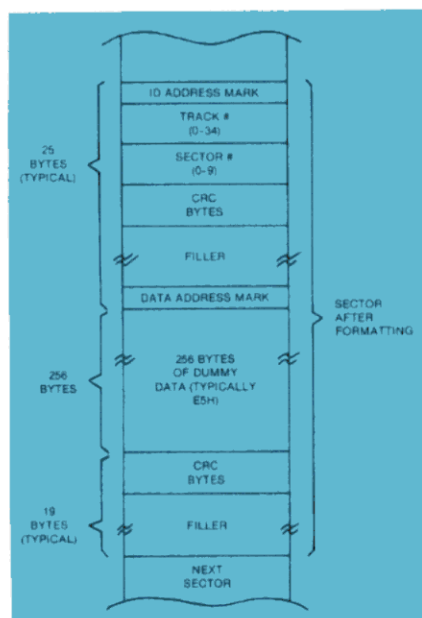 ID ADDRESS MARK
TRACK #
(0-34)
25
BYTES
(TYPICAL)
SECTOR #
(0-9)
CRC
BYTES
FILLER
DATA ADDRESS MARK
SECTOR
AFTER
FORMATTING
256
BYTES
256 BYTES
OF DUMMY
DATA (TYPICALLY
E5H)
CRC
BYTES
19
BYTES
(TYPICAL)
FILLER
NEXT
SECTOR